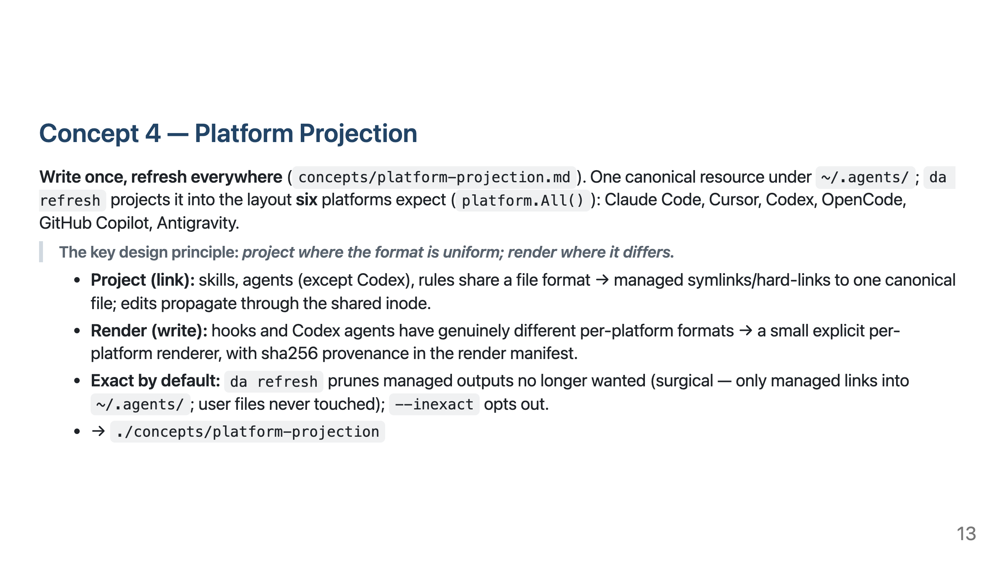 Concept 4 — Platform Projection
Write once, refresh everywhere ( concepts/platform-projection.md ). One canonical resource under ~/.agents/ ; da
refresh projects it into the layout six platforms expect ( platform.All() ): Claude Code, Cursor, Codex, OpenCode,
GitHub Copilot, Antigravity.
The key design principle: project where the format is uniform; render where it differs.
• Project (link): skills, agents (except Codex), rules share a file format → managed symlinks/hard-links to one canonical
file; edits propagate through the shared inode.
• Render (write): hooks and Codex agents have genuinely different per-platform formats → a small explicit per-
platform renderer, with sha256 provenance in the render manifest.
• Exact by default: da refresh prunes managed outputs no longer wanted (surgical — only managed links into
~/.agents/ ; user files never touched); --inexact opts out.
• → ./concepts/platform-projection
13